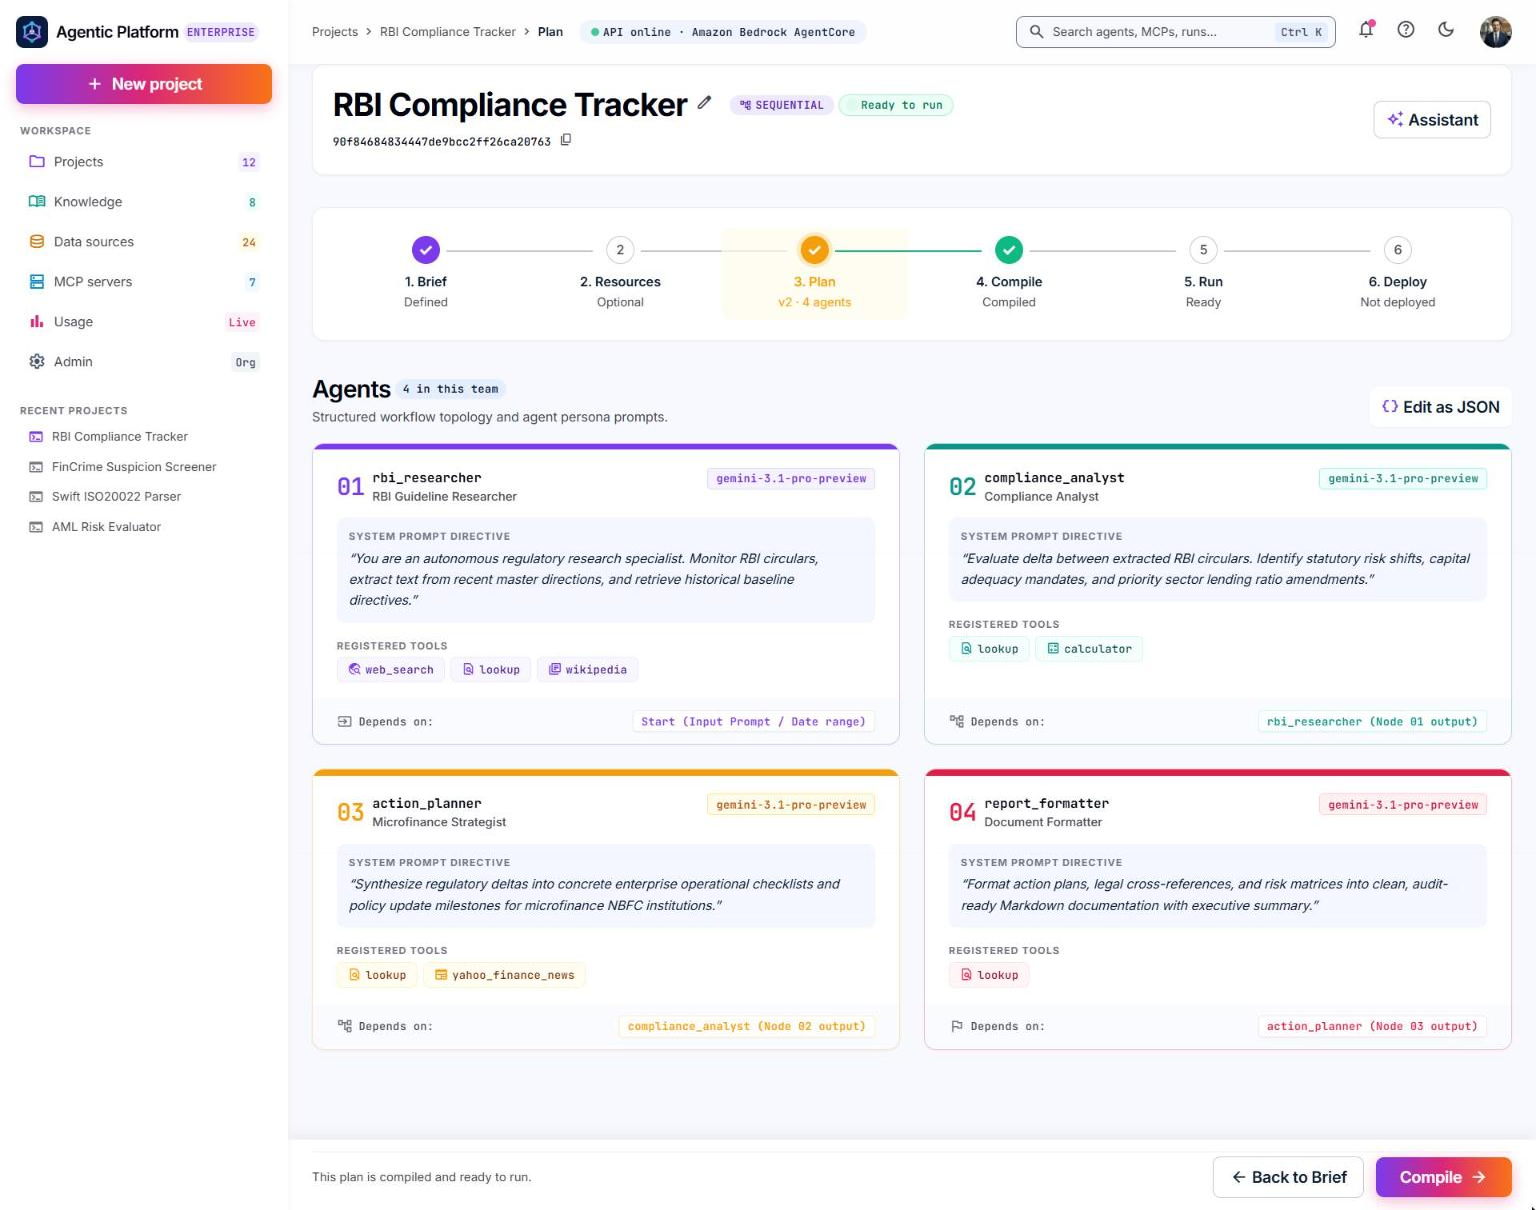 Agentic Platform ENTERPRISE
+ New project
WORKSPACE
Projects 12
Knowledge 8
Data sources 24
MCP servers 7
Usage Live
Admin Org
RECENT PROJECTS
RBI Compliance Tracker
FinCrime Suspicion Screener
Swift ISO20022 Parser
AML Risk Evaluator
Projects > RBI Compliance Tracker > Plan
API online · Amazon Bedrock AgentCore
Search agents, MCPs, runs... Ctrl K
RBI Compliance Tracker SEQUENTIAL Ready to run
90f84684834447de9bcc2ff26ca20763
Assistant
1. Brief
Defined
2
2. Resources
Optional
3. Plan
v2 · 4 agents
4. Compile
Compiled
5
5. Run
Ready
6
6. Deploy
Not deployed
Agents 4 in this team
Structured workflow topology and agent persona prompts.
Edit as JSON
01 rbi_researcher gemini-3.1-pro-preview
RBI Guideline Researcher
SYSTEM PROMPT DIRECTIVE
“You are an autonomous regulatory research specialist. Monitor RBI circulars,
extract text from recent master directions, and retrieve historical baseline
directives.”
REGISTERED TOOLS
web_search lookup wikipedia
Depends on: Start (Input Prompt / Date range)
02 compliance_analyst gemini-3.1-pro-preview
Compliance Analyst
SYSTEM PROMPT DIRECTIVE
“Evaluate delta between extracted RBI circulars. Identify statutory risk shifts, capital
adequacy mandates, and priority sector lending ratio amendments.”
REGISTERED TOOLS
lookup calculator
Depends on: rbi_researcher (Node 01 output)
03 action_planner gemini-3.1-pro-preview
Microfinance Strategist
SYSTEM PROMPT DIRECTIVE
“Synthesize regulatory deltas into concrete enterprise operational checklists and
policy update milestones for microfinance NBFC institutions.”
REGISTERED TOOLS
lookup yahoo_finance_news
Depends on: compliance_analyst (Node 02 output)
04 report_formatter gemini-3.1-pro-preview
Document Formatter
SYSTEM PROMPT DIRECTIVE
“Format action plans, legal cross-references, and risk matrices into clean, audit-
ready Markdown documentation with executive summary.”
REGISTERED TOOLS
lookup
Depends on: action_planner (Node 03 output)
This plan is compiled and ready to run.
← Back to Brief
Compile →